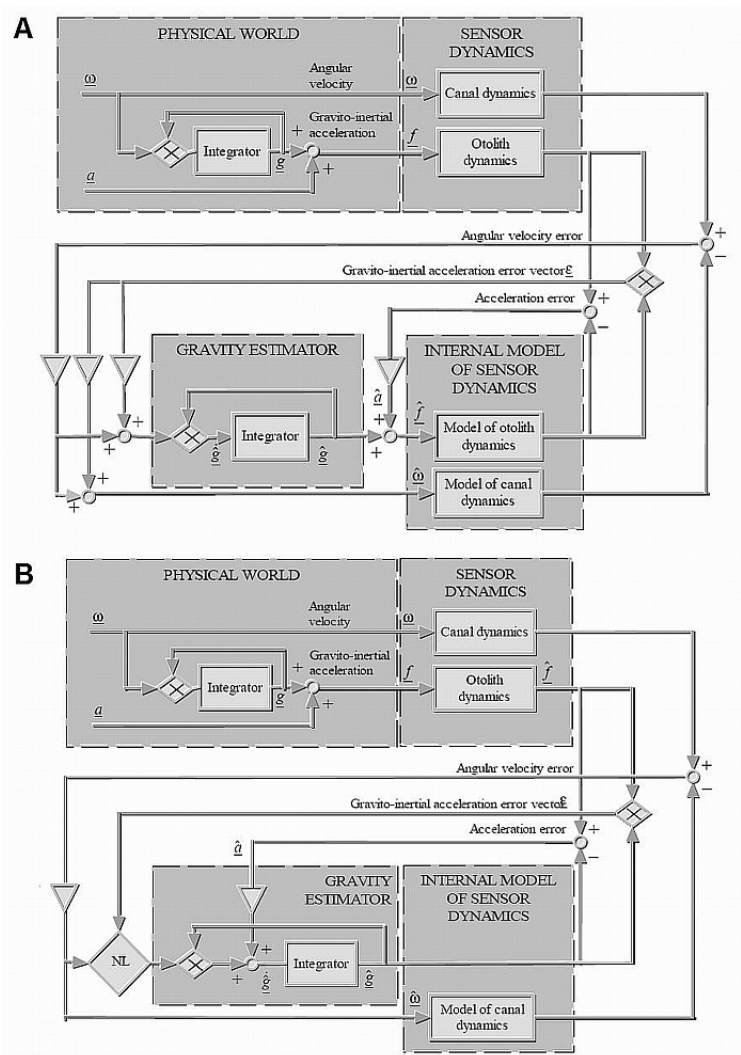 A
PHYSICAL WORLD
SENSOR
DYNAMICS
ω
Angular
velocity
ω
Canal dynamics
Gravito-inertial
acceleration
+
Integrator
g
f
Otolith
dynamics
a
+
Angular velocity error
+
−
Gravito-inertial acceleration error vector ε
Acceleration error
+
−
GRAVITY ESTIMATOR
INTERNAL MODEL
OF SENSOR
DYNAMICS
â
+
f̂
Model of otolith
dynamics
+
+
ĝ̇
Integrator
ĝ
+
+
+
ω̂
Model of canal
dynamics
B
PHYSICAL WORLD
SENSOR
DYNAMICS
ω
Angular
velocity
ω
Canal dynamics
Gravito-inertial
acceleration
+
Integrator
g
f
Otolith
dynamics
f̂
a
+
Angular velocity error
+
−
Gravito-inertial acceleration error vector ε
Acceleration error
+
−
â
GRAVITY
ESTIMATOR
INTERNAL MODEL
OF SENSOR
DYNAMICS
NL
+
+
ĝ̇
Integrator
ĝ
ω̂
Model of canal
dynamics